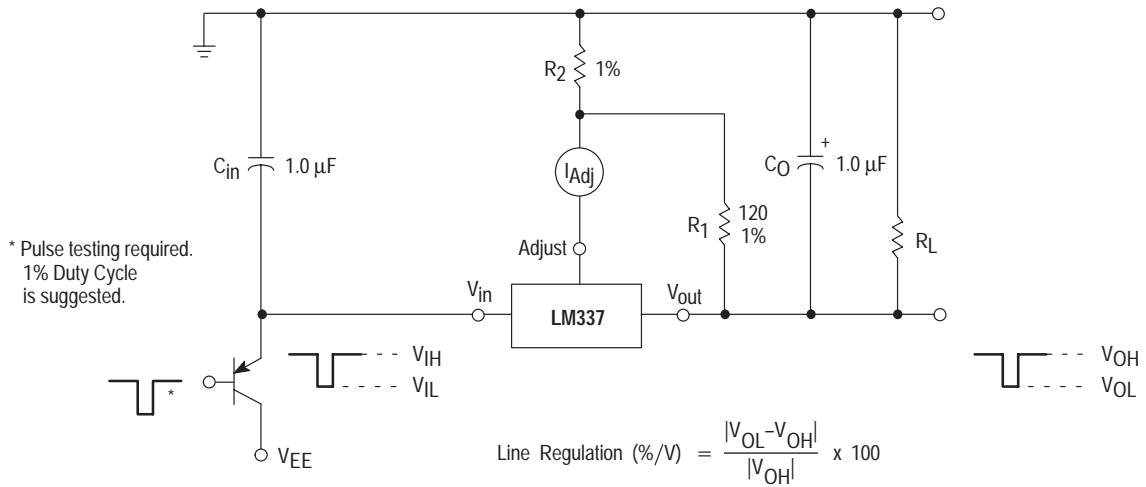 R2 1%
Cin 1.0 μF
IAdj
CO + 1.0 μF
R1 120
1%
RL
* Pulse testing required.
1% Duty Cycle
is suggested.
Adjust
Vin
LM337
Vout
VIH
VIL
*
VEE
VOH
VOL
Line Regulation (%/V) = |VOL–VOH| / |VOH| x 100